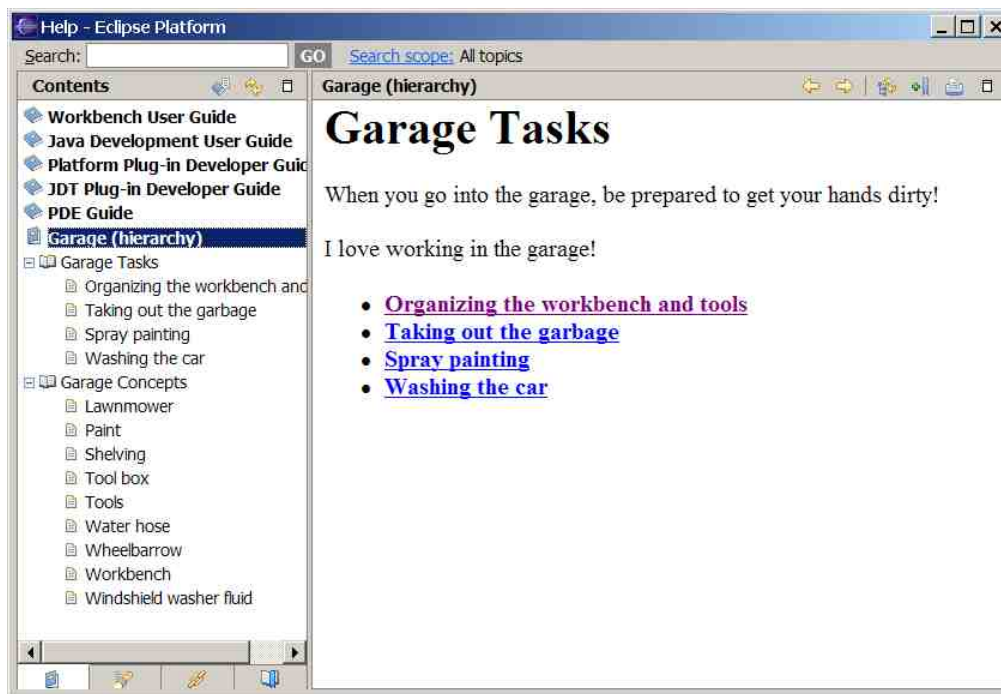 Help - Eclipse Platform
Search:
GO
Search scope: All topics
Contents
Workbench User Guide
Java Development User Guide
Platform Plug-in Developer Guid
JDT Plug-in Developer Guide
PDE Guide
Garage (hierarchy)
Garage Tasks
Organizing the workbench and
Taking out the garbage
Spray painting
Washing the car
Garage Concepts
Lawnmower
Paint
Shelving
Tool box
Tools
Water hose
Wheelbarrow
Workbench
Windshield washer fluid
Garage (hierarchy)
Garage Tasks
When you go into the garage, be prepared to get your hands dirty!
I love working in the garage!
• Organizing the workbench and tools
• Taking out the garbage
• Spray painting
• Washing the car